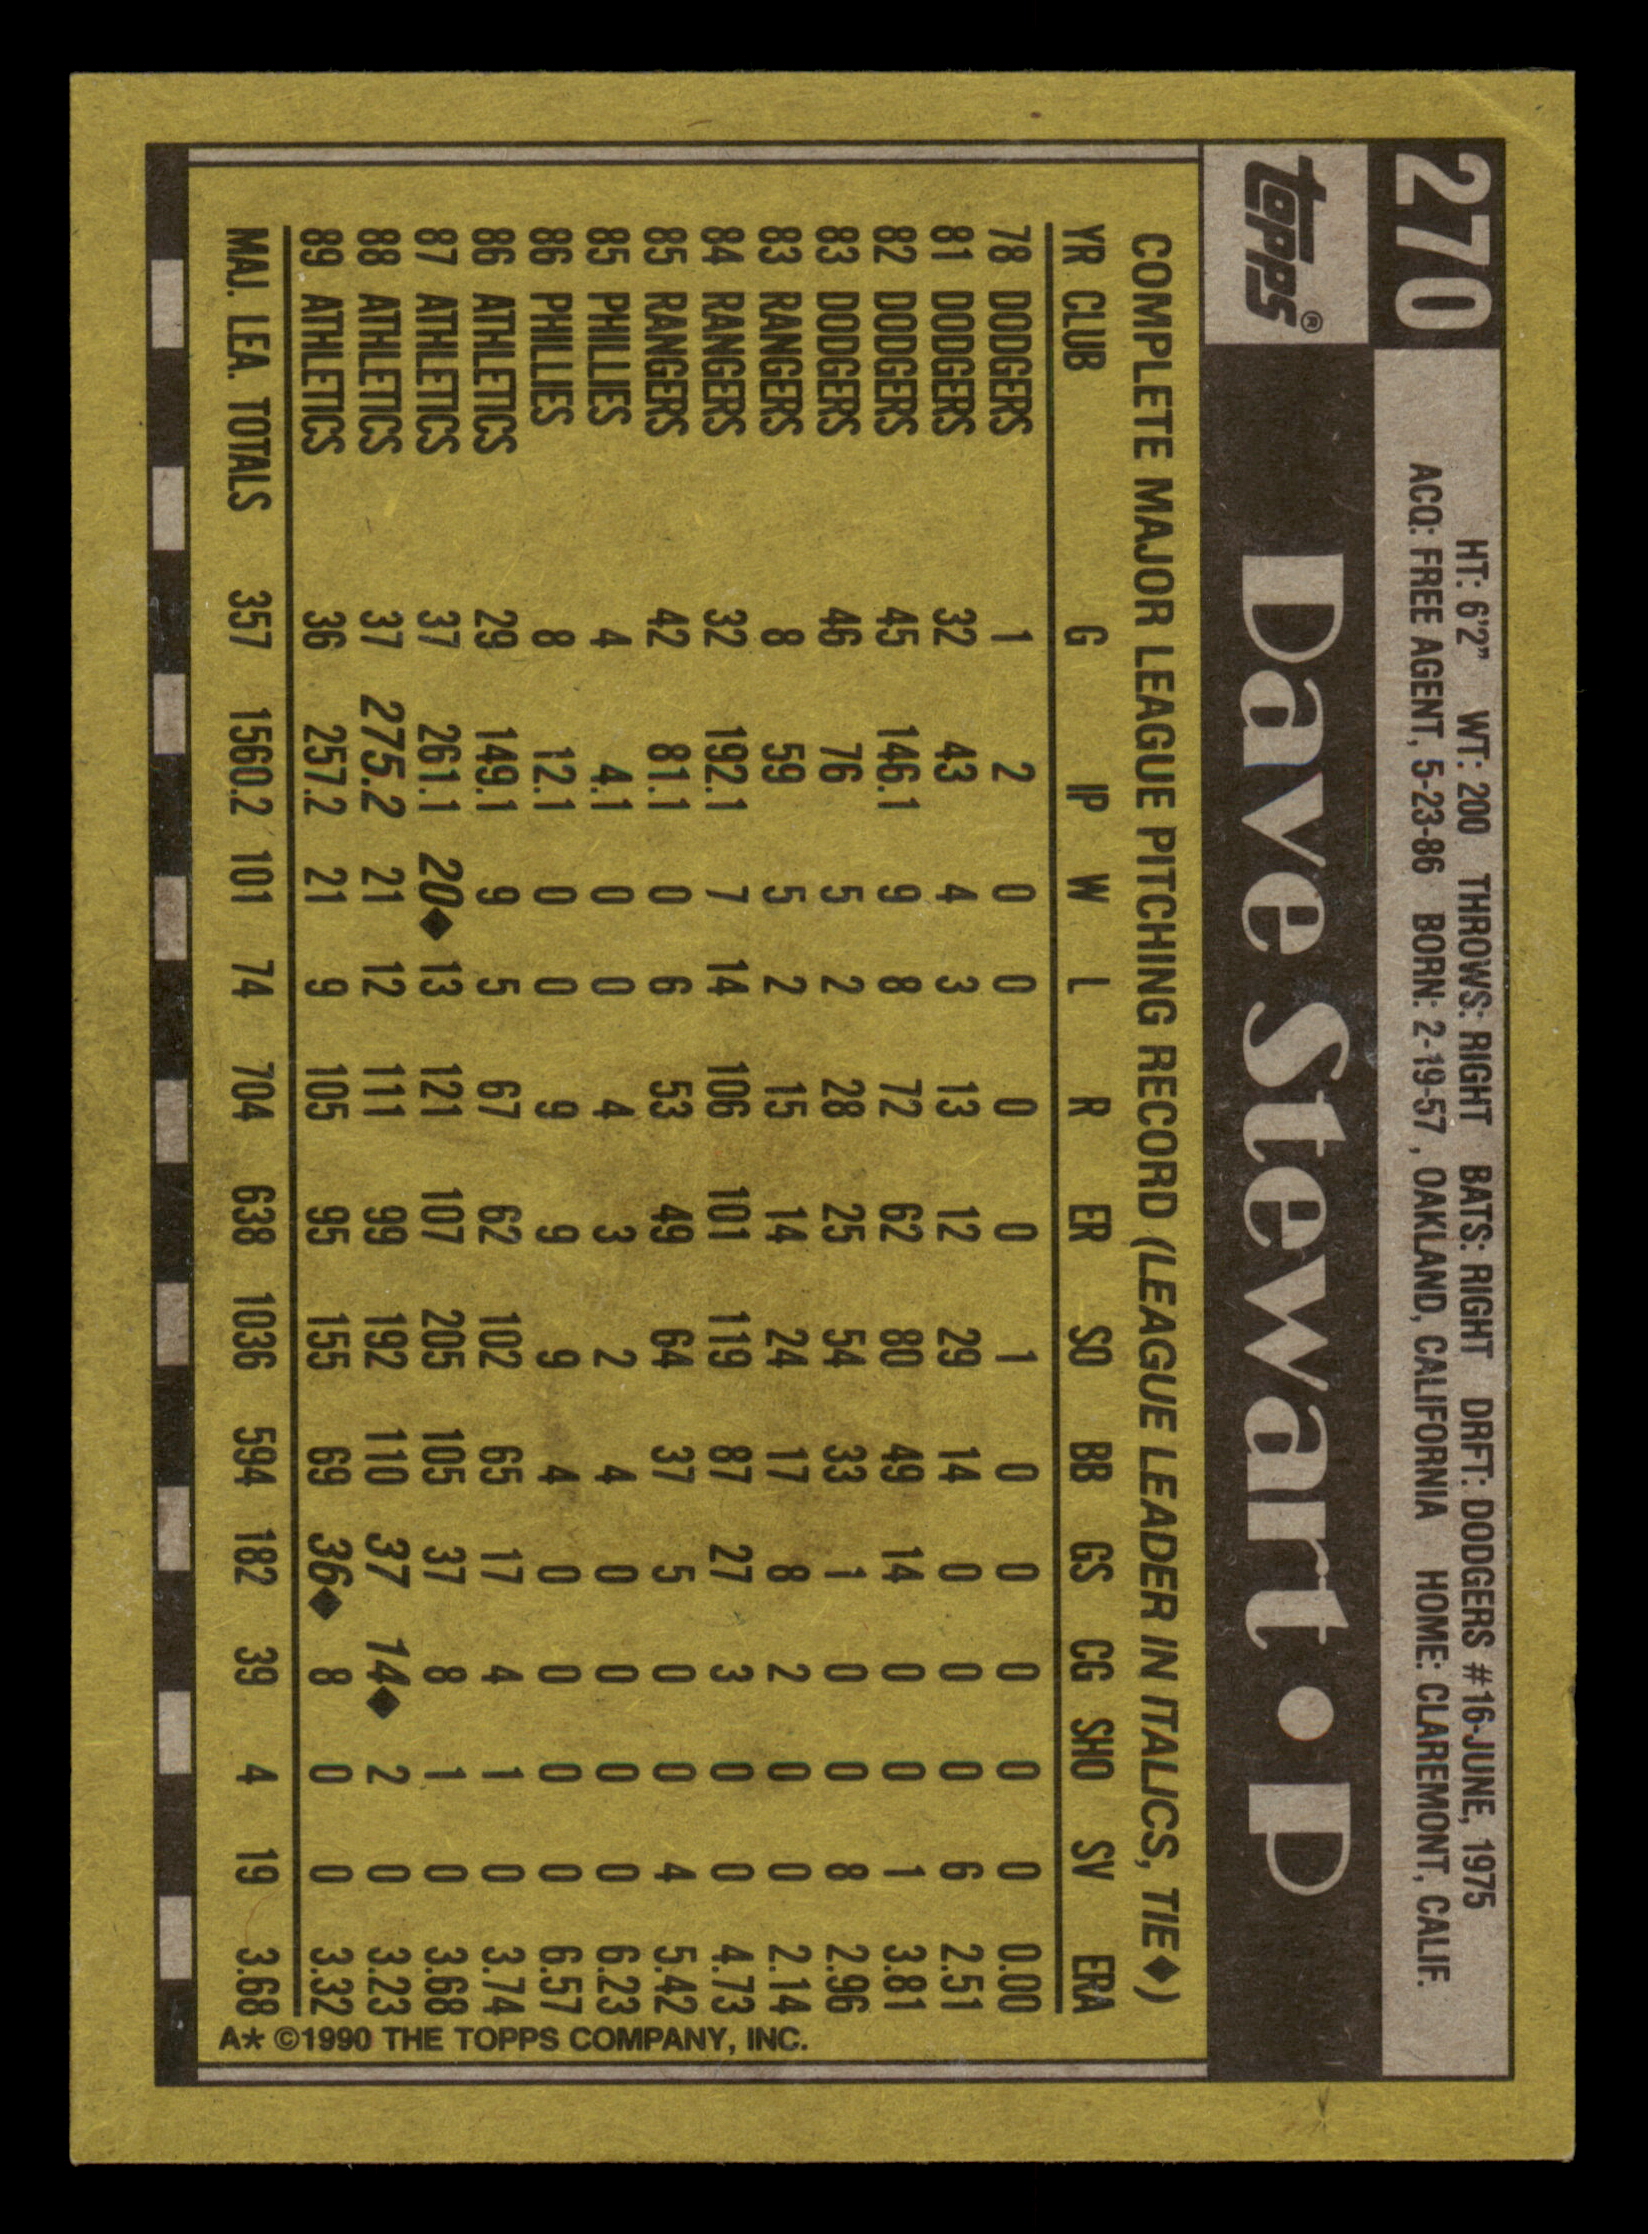 270
HT: 6'2" WT: 200 THROWS: RIGHT BATS: RIGHT DRFT: DODGERS #16-JUNE, 1975
ACQ: FREE AGENT, 5-23-86 BORN: 2-19-57, OAKLAND, CALIFORNIA HOME: CLAREMONT, CALIF.
Topps®
Dave Stewart • P
COMPLETE MAJOR LEAGUE PITCHING RECORD (LEAGUE LEADER IN ITALICS, TIE♦)
YR CLUB G IP W L R ER SO BB GS CG SHO SV ERA
78 DODGERS 1 2 0 0 0 0 1 0 0 0 0 0 0.00
81 DODGERS 32 43 4 3 13 12 29 14 0 0 0 6 2.51
82 DODGERS 45 146.1 9 8 72 62 80 49 14 0 0 1 3.81
83 DODGERS 46 76 5 2 28 25 54 33 1 0 0 8 2.96
83 RANGERS 8 59 5 2 15 14 24 17 8 2 0 0 2.14
84 RANGERS 32 192.1 7 14 106 101 119 87 27 3 0 0 4.73
85 RANGERS 42 81.1 0 6 53 49 64 37 5 0 0 4 5.42
85 PHILLIES 4 4.1 0 0 4 3 2 4 0 0 0 0 6.23
86 PHILLIES 8 12.1 0 0 9 9 9 4 0 0 0 0 6.57
86 ATHLETICS 29 149.1 9 5 67 62 102 65 17 4 1 0 3.74
87 ATHLETICS 37 261.1 20♦ 13 121 107 205 105 37 8 1 0 3.68
88 ATHLETICS 37 275.2 21 12 111 99 192 110 37 14♦ 2 0 3.23
89 ATHLETICS 36 257.2 21 9 105 95 155 69 36♦ 8 0 0 3.32
MAJ. LEA. TOTALS 357 1560.2 101 74 704 638 1036 594 182 39 4 19 3.68
A* ©1990 THE TOPPS COMPANY, INC.